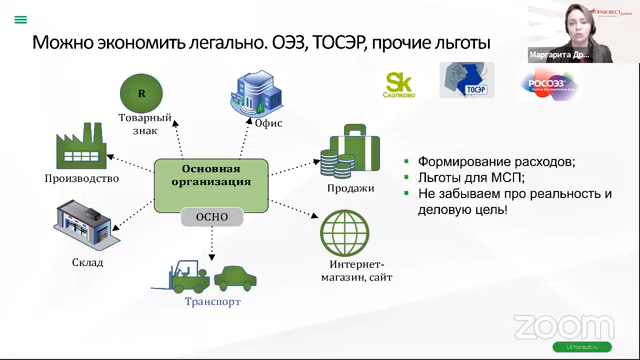 Можно экономить легально. ОЭЗ, ТОСЭР, прочие льготы
Маргарита Др...
Sk
Сколково
ТОСЭР
РОСОЭЗ
R
Товарный
знак
Офис
Производство
Основная
организация
ОСНО
Продажи
Склад
Интернет-
магазин, сайт
Транспорт
▪ Формирование расходов;
▪ Льготы для МСП;
▪ Не забываем про реальность и
деловую цель!
zoom